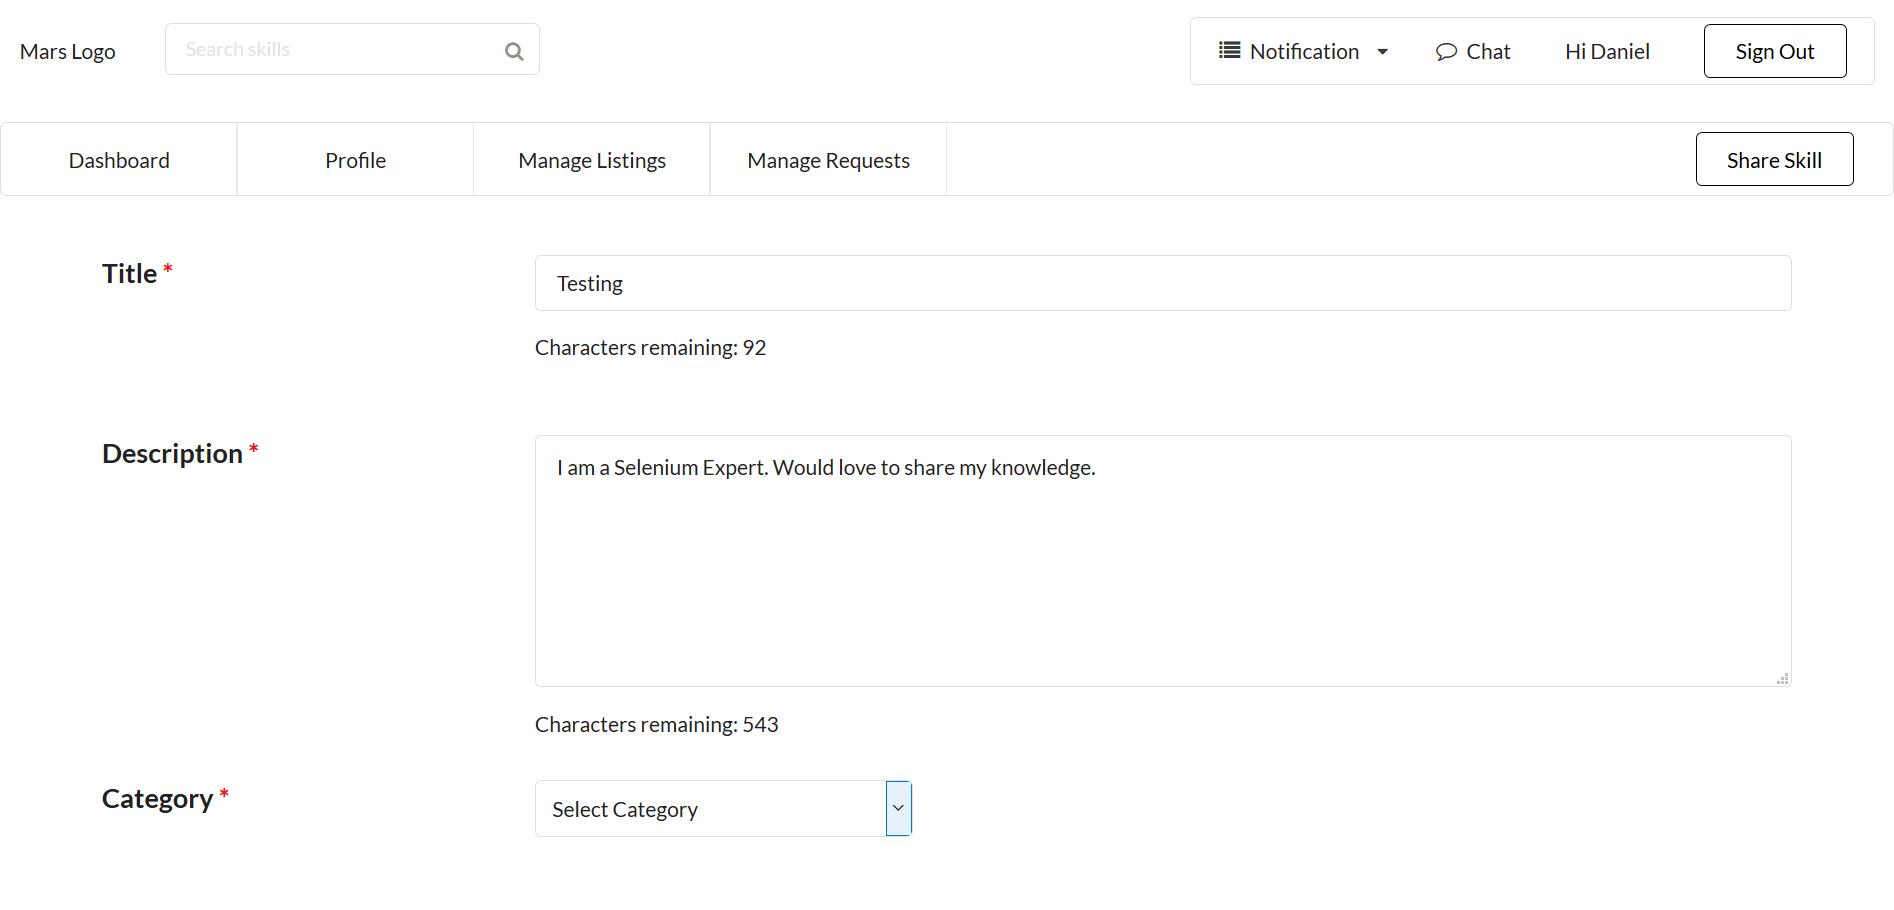 Mars Logo
Search skills
Notification
Chat
Hi Daniel
Sign Out
Dashboard
Profile
Manage Listings
Manage Requests
Share Skill
Title *
Testing
Characters remaining: 92
Description *
I am a Selenium Expert. Would love to share my knowledge.
Characters remaining: 543
Category *
Select Category